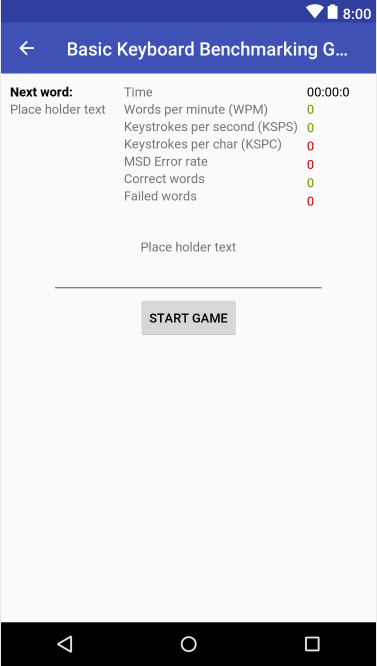 8:00
Basic Keyboard Benchmarking G...
Next word:
Place holder text
Time 00:00:0
Words per minute (WPM) 0
Keystrokes per second (KSPS) 0
Keystrokes per char (KSPC) 0
MSD Error rate 0
Correct words 0
Failed words 0
Place holder text
START GAME